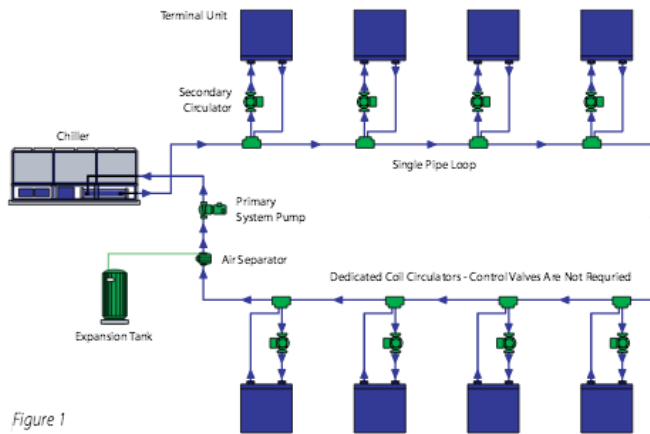 Terminal Unit
Secondary
Circulator
Chiller
Single Pipe Loop
Primary
System Pump
Air Separator
Dedicated Coil Circulators - Control Valves Are Not Requried
Expansion Tank
Figure 1